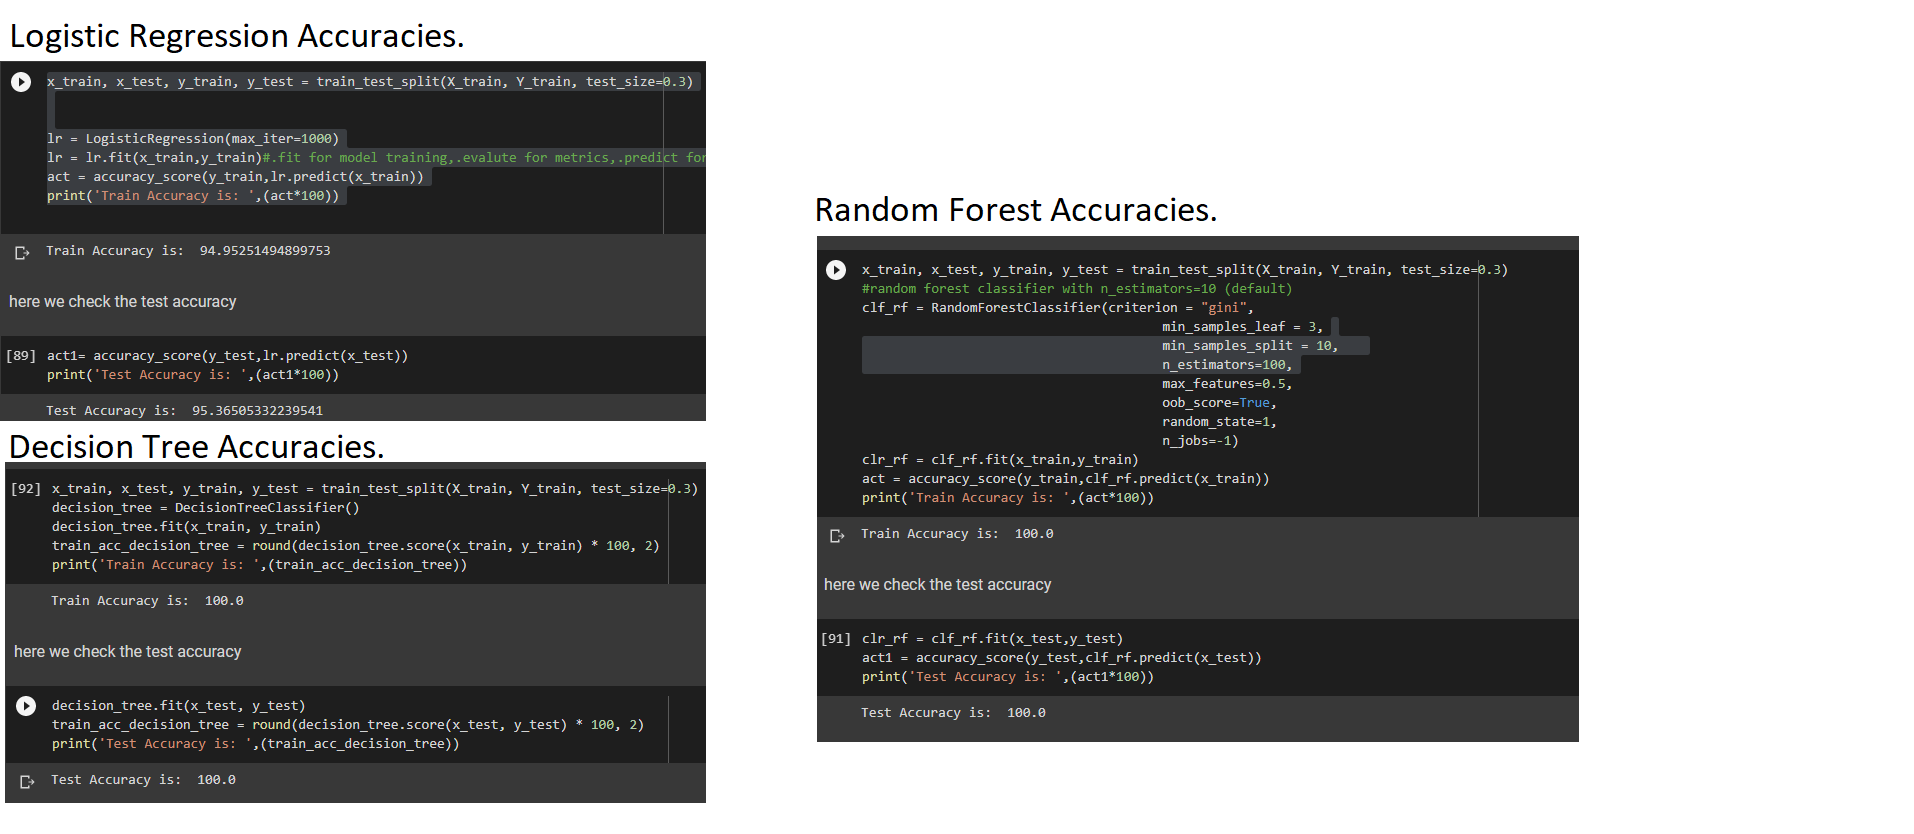 Logistic Regression Accuracies.
x_train, x_test, y_train, y_test = train_test_split(X_train, Y_train, test_size=0.3)
lr = LogisticRegression(max_iter=1000)
lr = lr.fit(x_train,y_train)#.fit for model training,.evalute for metrics,.predict for
act = accuracy_score(y_train,lr.predict(x_train))
print('Train Accuracy is: ',(act*100))
Train Accuracy is:  94.95251494899753
here we check the test accuracy
[89] act1= accuracy_score(y_test,lr.predict(x_test))
print('Test Accuracy is: ',(act1*100))
Test Accuracy is:  95.36505332239541
Decision Tree Accuracies.
[92] x_train, x_test, y_train, y_test = train_test_split(X_train, Y_train, test_size=0.3)
decision_tree = DecisionTreeClassifier()
decision_tree.fit(x_train, y_train)
train_acc_decision_tree = round(decision_tree.score(x_train, y_train) * 100, 2)
print('Train Accuracy is: ',(train_acc_decision_tree))
Train Accuracy is:  100.0
here we check the test accuracy
decision_tree.fit(x_test, y_test)
train_acc_decision_tree = round(decision_tree.score(x_test, y_test) * 100, 2)
print('Test Accuracy is: ',(train_acc_decision_tree))
Test Accuracy is:  100.0
Random Forest Accuracies.
x_train, x_test, y_train, y_test = train_test_split(X_train, Y_train, test_size=0.3)
#random forest classifier with n_estimators=10 (default)
clf_rf = RandomForestClassifier(criterion = "gini",
min_samples_leaf = 3,
min_samples_split = 10,
n_estimators=100,
max_features=0.5,
oob_score=True,
random_state=1,
n_jobs=-1)
clr_rf = clf_rf.fit(x_train,y_train)
act = accuracy_score(y_train,clf_rf.predict(x_train))
print('Train Accuracy is: ',(act*100))
Train Accuracy is:  100.0
here we check the test accuracy
[91] clr_rf = clf_rf.fit(x_test,y_test)
act1 = accuracy_score(y_test,clf_rf.predict(x_test))
print('Test Accuracy is: ',(act1*100))
Test Accuracy is:  100.0